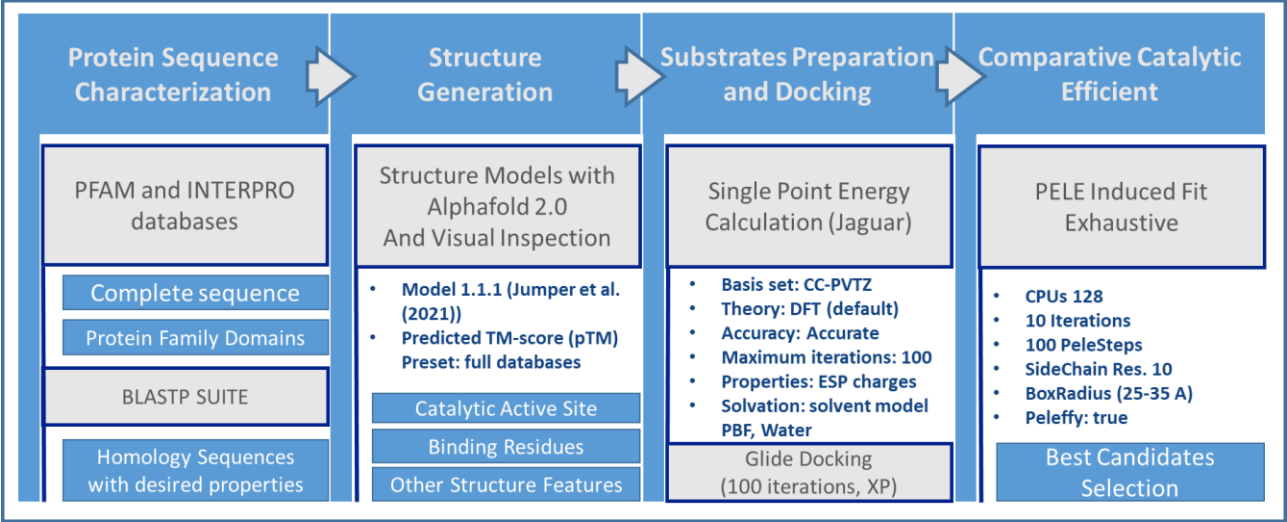 Protein Sequence
Characterization
Structure
Generation
Substrates Preparation
and Docking
Comparative Catalytic
Efficient
PFAM and INTERPRO
databases
Complete sequence
Protein Family Domains
BLASTP SUITE
Homology Sequences
with desired properties
Structure Models with
Alphafold 2.0
And Visual Inspection
• Model 1.1.1 (Jumper et al.
(2021))
• Predicted TM-score (pTM)
Preset: full databases
Catalytic Active Site
Binding Residues
Other Structure Features
Single Point Energy
Calculation (Jaguar)
• Basis set: CC-PVTZ
• Theory: DFT (default)
• Accuracy: Accurate
• Maximum iterations: 100
• Properties: ESP charges
• Solvation: solvent model
PBF, Water
Glide Docking
(100 iterations, XP)
PELE Induced Fit
Exhaustive
• CPUs 128
• 10 Iterations
• 100 PeleSteps
• SideChain Res. 10
• BoxRadius (25-35 A)
• Peleffy: true
Best Candidates
Selection